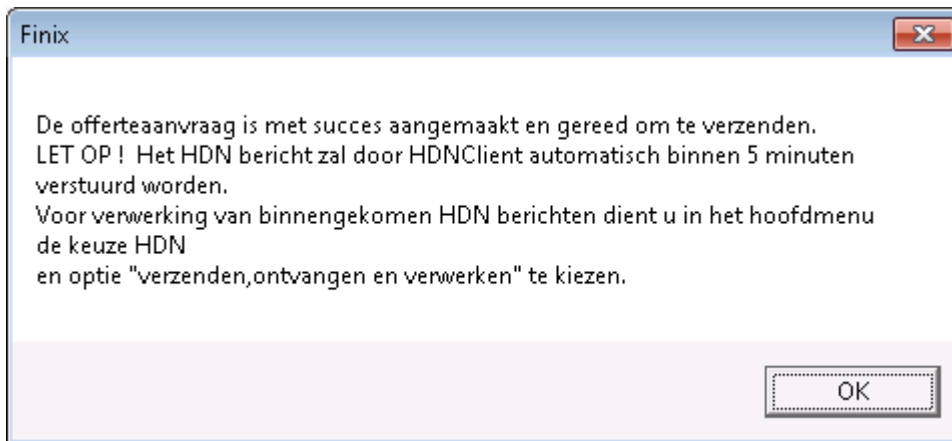 Finix
De offerteaanvraag is met succes aangemaakt en gereed om te verzenden.
LET OP ! Het HDN bericht zal door HDNClient automatisch binnen 5 minuten
verstuurd worden.
Voor verwerking van binnengekomen HDN berichten dient u in het hoofdmenu
de keuze HDN
en optie "verzenden,ontvangen en verwerken" te kiezen.
OK